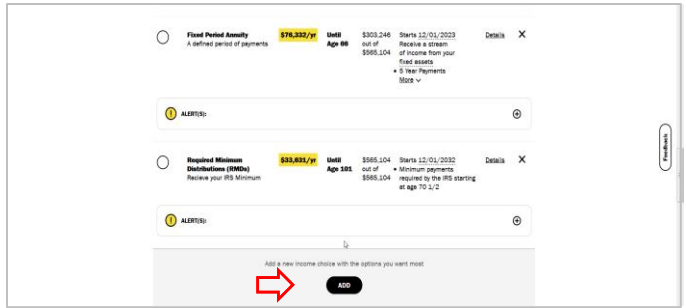 Fixed Period Annuity $76,332/yr Until $303,246 Starts 12/01/2023 Details X
A defined period of payments Age 66 out of Receive a stream
$565,104 of income from your
fixed assets
• 5 Year Payments
More
! ALERT(S):
Feedback
Required Minimum $33,631/yr Until $565,104 Starts 12/01/2032 Details X
Distributions (RMDs) Age 101 out of • Minimum payments
Recieve your IRS Minimum $565,104 required by the IRS starting
at age 70 1/2
! ALERT(S):
Add a new income choice with the options you want most
ADD